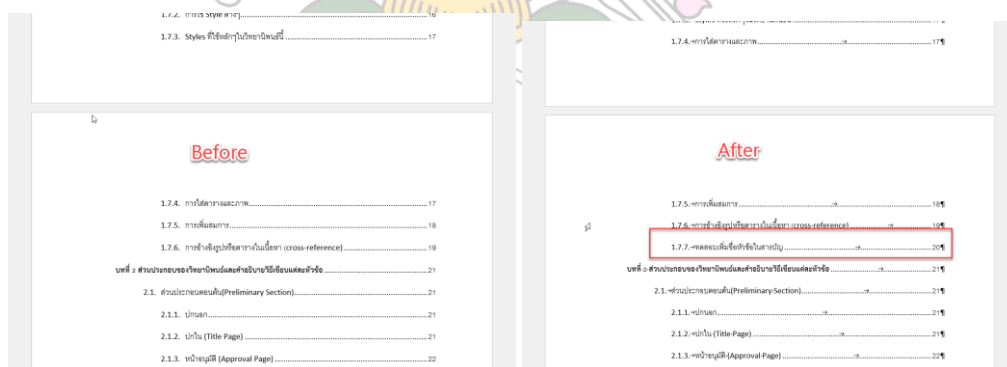 1.7.2. การใช้ Style ต่างๆ 16
1.7.3. Styles ที่ใช้หลักๆในวิทยานิพนธ์นี้ 17
Before
1.7.4. การใส่ตารางและภาพ 17
1.7.5. การเพิ่มสมการ 18
1.7.6. การอ้างอิงรูปหรือตารางในเนื้อหา (cross-reference) 19
บทที่ 2 ส่วนประกอบของวิทยานิพนธ์และคำอธิบายวิธีเขียนแต่ละหัวข้อ 21
2.1. ส่วนประกอบตอนต้น(Preliminary Section) 21
2.1.1. ปกนอก 21
2.1.2. ปกใน (Title Page) 21
2.1.3. หน้าอนุมัติ (Approval Page) 22
1.7.4.→การใส่ตารางและภาพ → 17¶
After
1.7.5.→การเพิ่มสมการ → 18¶
1.7.6.→การอ้างอิงรูปหรือตารางในเนื้อหา·(cross-reference) → 19¶
1.7.7.→ทดสอบเพิ่มชื่อหัวข้อในสารบัญ → 20¶
บทที่·2·ส่วนประกอบของวิทยานิพนธ์และคำอธิบายวิธีเขียนแต่ละหัวข้อ → 21¶
2.1.→ส่วนประกอบตอนต้น(Preliminary·Section) → 21¶
2.1.1.→ปกนอก → 21¶
2.1.2.→ปกใน·(Title·Page) → 21¶
2.1.3.→หน้าอนุมัติ·(Approval·Page) → 22¶